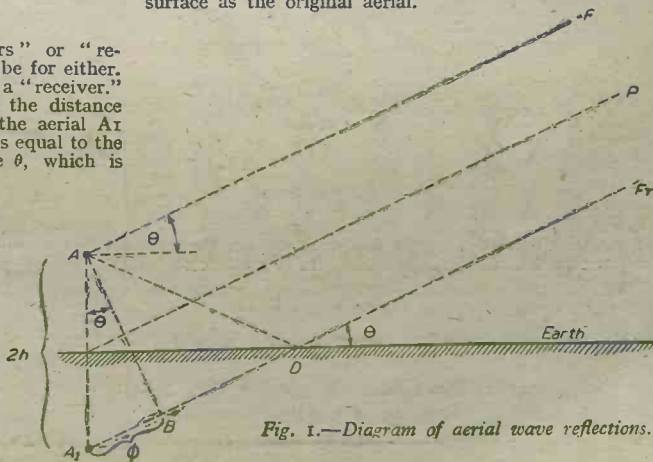 surface as the original aerial.
rs" or "re-
be for either.
a "receiver."
the distance
the aerial A1
s equal to the
e θ, which is
F
P
F1
θ
A
θ
2h
θ
Earth
D
B
A1
φ
Fig. 1.—Diagram of aerial wave reflections.